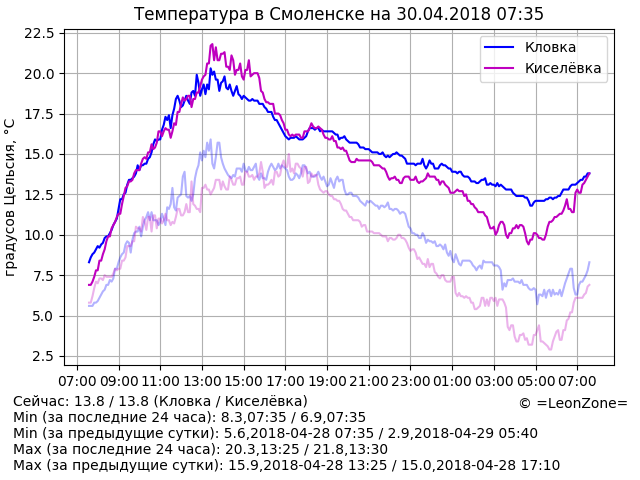 Температура в Смоленске на 30.04.2018 07:35
градусов Цельсия, °C
22.5
20.0
17.5
15.0
12.5
10.0
7.5
5.0
2.5
Кловка
Киселёвка
07:00 09:00 11:00 13:00 15:00 17:00 19:00 21:00 23:00 01:00 03:00 05:00 07:00
Сейчас: 13.8 / 13.8 (Кловка / Киселёвка)
© =LeonZone=
Min (за последние 24 часа): 8.3,07:35 / 6.9,07:35
Min (за предыдущие сутки): 5.6,2018-04-28 07:35 / 2.9,2018-04-29 05:40
Max (за последние 24 часа): 20.3,13:25 / 21.8,13:30
Max (за предыдущие сутки): 15.9,2018-04-28 13:25 / 15.0,2018-04-28 17:10